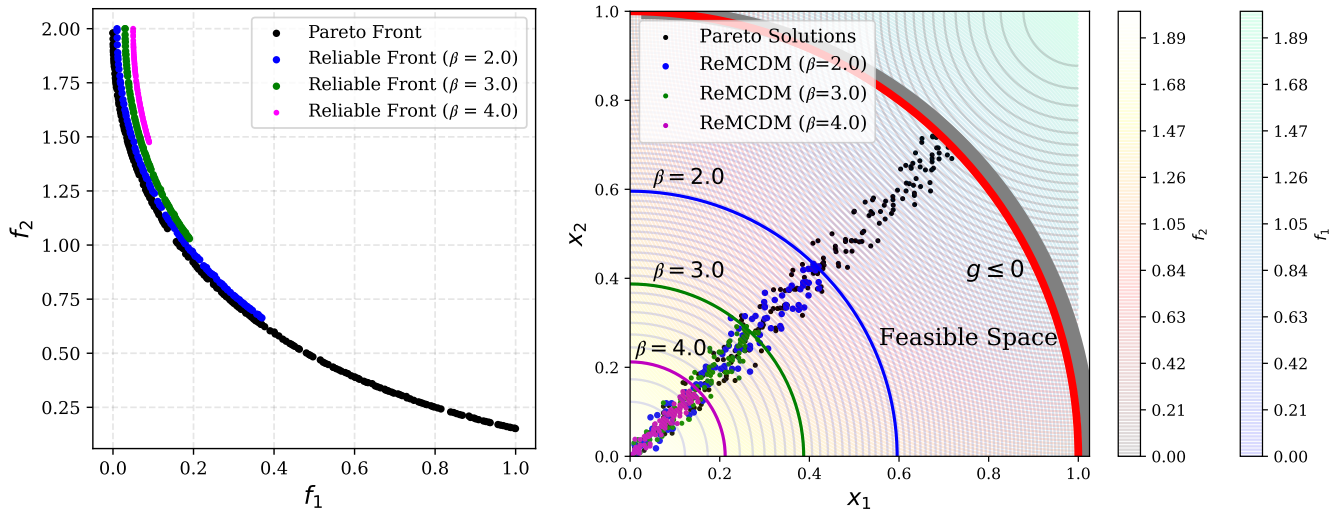 2.00
1.75
1.50
1.25
1.00
0.75
0.50
0.25
f2
0.0
0.2
0.4
0.6
0.8
1.0
f1
Pareto Front
Reliable Front (β = 2.0)
Reliable Front (β = 3.0)
Reliable Front (β = 4.0)
1.0
0.8
0.6
0.4
0.2
0.0
x2
0.0
0.2
0.4
0.6
0.8
1.0
x1
Pareto Solutions
ReMCDM (β=2.0)
ReMCDM (β=3.0)
ReMCDM (β=4.0)
β = 2.0
β = 3.0
β = 4.0
g ≤ 0
Feasible Space
1.89
1.68
1.47
1.26
1.05
0.84
0.63
0.42
0.21
0.00
f2
1.89
1.68
1.47
1.26
1.05
0.84
0.63
0.42
0.21
0.00
f1